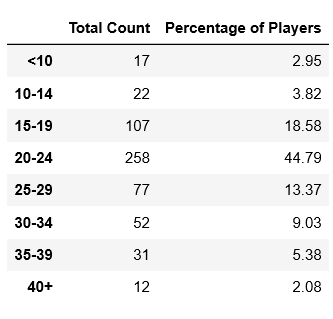 Total Count Percentage of Players
<10 17 2.95
10-14 22 3.82
15-19 107 18.58
20-24 258 44.79
25-29 77 13.37
30-34 52 9.03
35-39 31 5.38
40+ 12 2.08